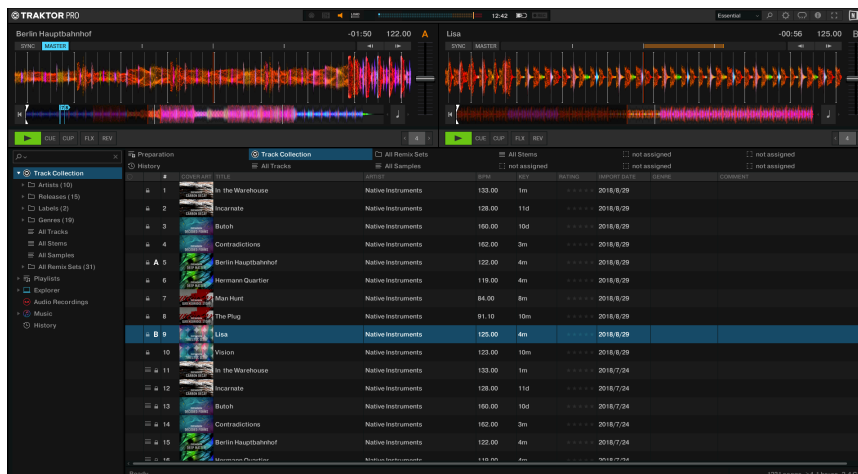 TRAKTOR PRO 12:42 Essential
Berlin Hauptbahnhof -01:50 122.00 A
SYNC MASTER
Lisa -00:56 125.00 B
SYNC MASTER
CUE CUP FLX REV 4
CUE CUP FLX REV 4
Preparation Track Collection All Remix Sets All Stems not assigned not assigned
History All Tracks All Samples not assigned not assigned not assigned
Track Collection
Artists (10)
Releases (15)
Labels (2)
Genres (19)
All Tracks
All Stems
All Samples
All Remix Sets (31)
Playlists
Explorer
Audio Recordings
Music
History
# COVER ART TITLE ARTIST BPM KEY RATING IMPORT DATE GENRE COMMENT
1 In the Warehouse Native Instruments 133.00 1m 2018/8/29
2 Incarnate Native Instruments 128.00 11d 2018/8/29
3 Butoh Native Instruments 160.00 10d 2018/8/29
4 Contradictions Native Instruments 162.00 3m 2018/8/29
A 5 Berlin Hauptbahnhof Native Instruments 122.00 4m 2018/8/29
6 Hermann Quartier Native Instruments 119.00 4m 2018/8/29
7 Man Hunt Native Instruments 84.00 8m 2018/8/29
8 The Plug Native Instruments 91.10 10m 2018/8/29
B 9 Lisa Native Instruments 125.00 4m 2018/8/29
10 Vision Native Instruments 123.00 10m 2018/8/29
11 In the Warehouse Native Instruments 133.00 1m 2018/7/24
12 Incarnate Native Instruments 128.00 11d 2018/7/24
13 Butoh Native Instruments 160.00 10d 2018/7/24
14 Contradictions Native Instruments 162.00 3m 2018/7/24
15 Berlin Hauptbahnhof Native Instruments 122.00 4m 2018/7/24
16 Hermann Quartier Native Instruments 119.00 4m 2018/7/24